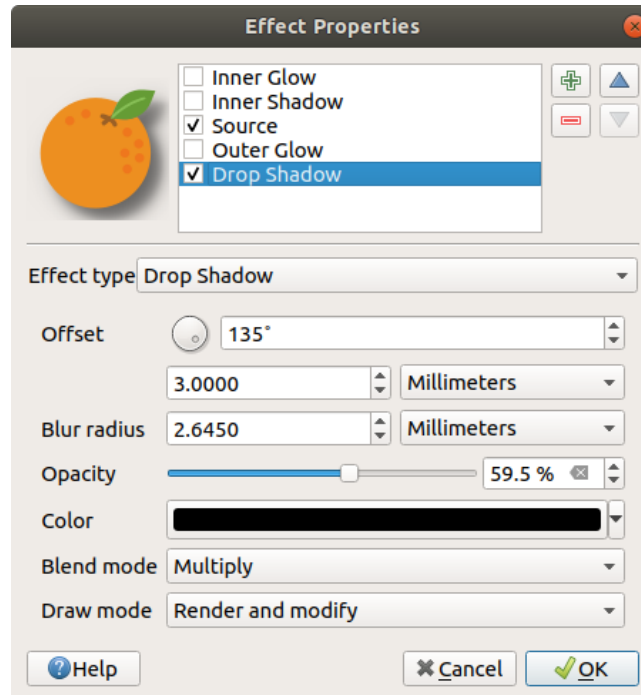 Effect Properties
Inner Glow
Inner Shadow
Source
Outer Glow
Drop Shadow
Effect type Drop Shadow
Offset 135°
3.0000 Millimeters
Blur radius 2.6450 Millimeters
Opacity 59.5 %
Color
Blend mode Multiply
Draw mode Render and modify
Help Cancel OK